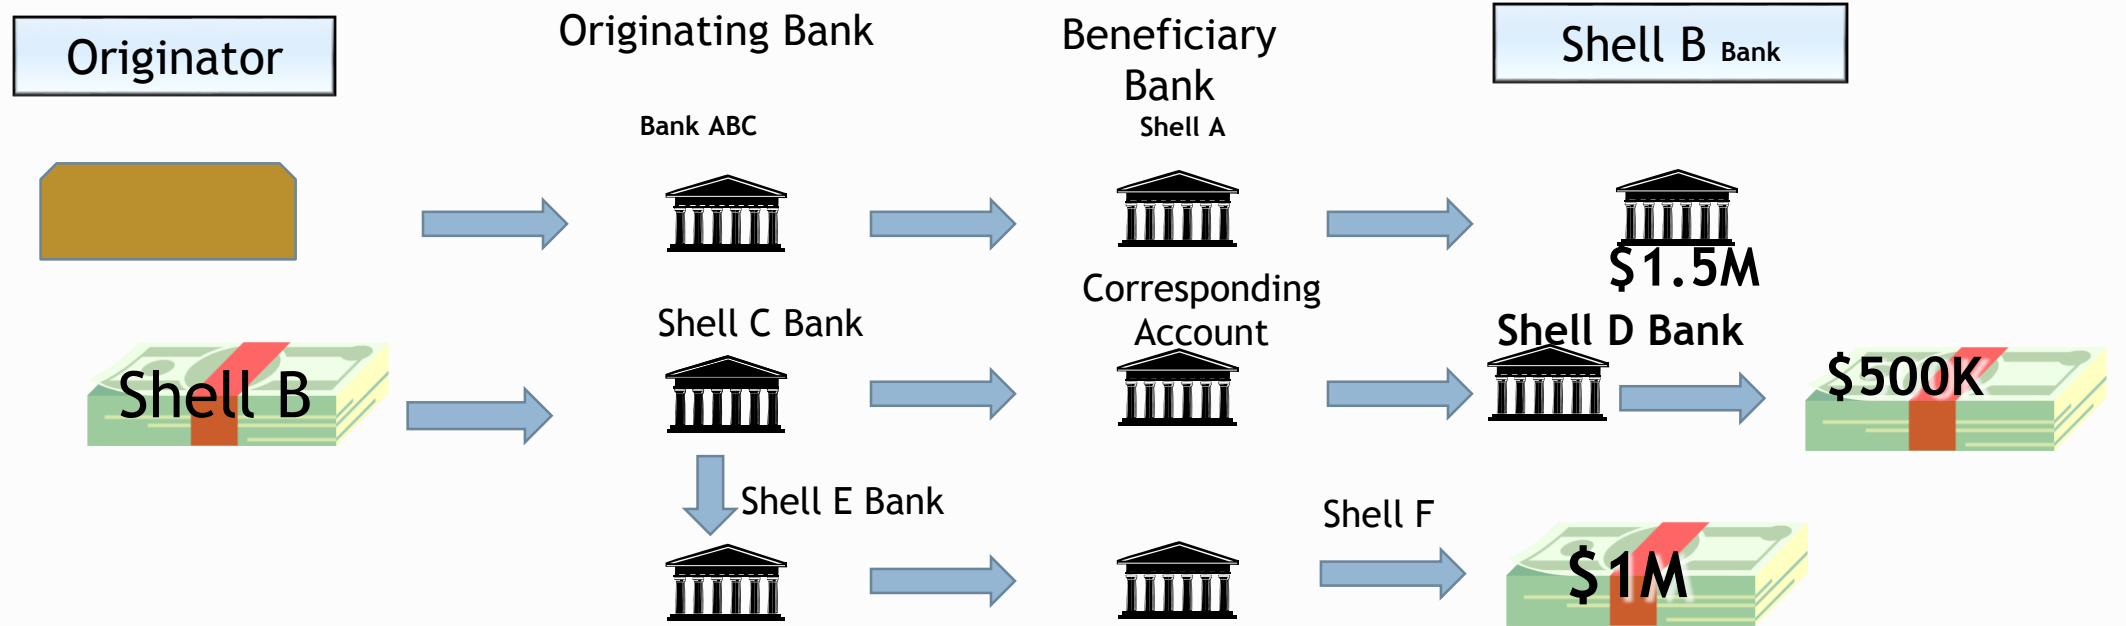 Originator
Originating Bank
Beneficiary
Bank
Shell B Bank
Bank ABC
Shell A
$1.5M
Shell B
Shell C Bank
Corresponding
Account
Shell D Bank
$500K
Shell E Bank
Shell F
$1M